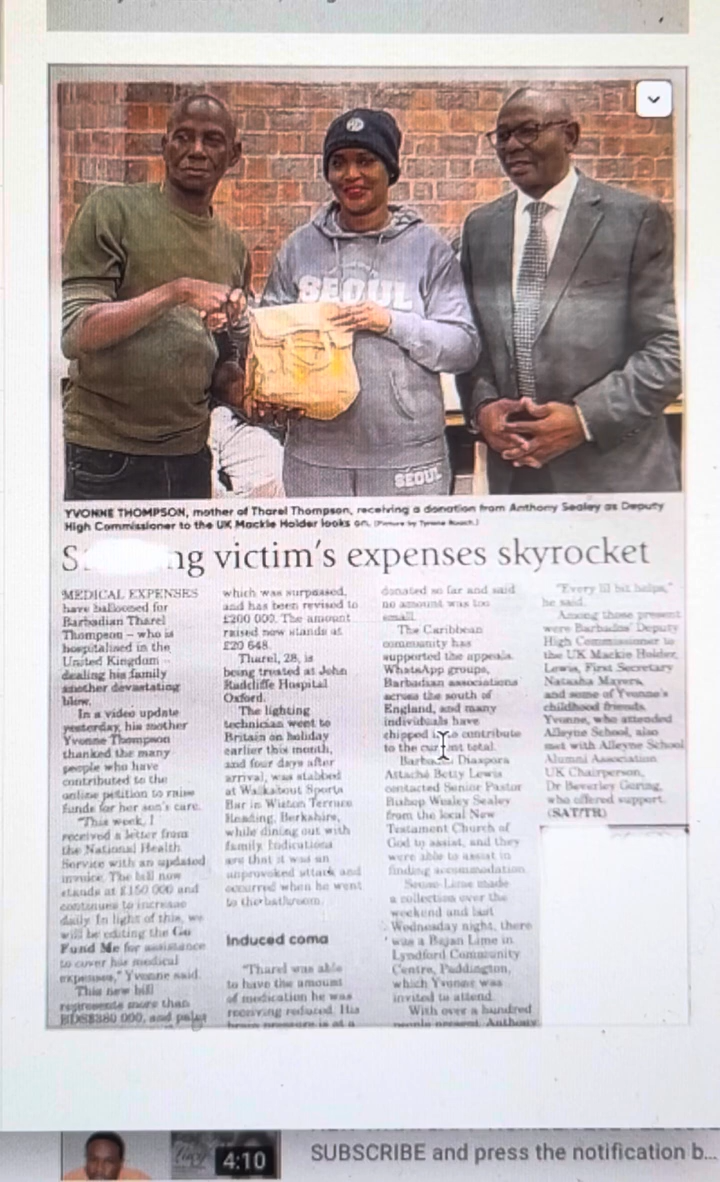 SEOUL
SEOUL
YVONNE THOMPSON, mother of Tharel Thompson, receiving a donation from Anthony Sealey as Deputy
High Commissioner to the UK Mackie Holder looks on. (Picture by Tyrone Roach.)
S ng victim's expenses skyrocket
MEDICAL EXPENSES
have ballooned for
Barbadian Tharel
Thompson – who is
hospitalised in the
United Kingdom –
dealing his family
another devastating
blow.
In a video update
yesterday, his mother
Yvonne Thompson
thanked the many
people who have
contributed to the
online petition to raise
funds for her son's care.
"This week, I
received a letter from
the National Health
Service with an updated
invoice. The bill now
stands at £150 000 and
continues to increase
daily. In light of this, we
will be editing the Go
Fund Me for assistance
to cover his medical
expenses," Yvonne said.
This new bill
represents more than
BDS$380 000, and
which was surpassed,
and has been revised to
£200 000. The amount
raised now stands at
£20 648.
Tharel, 28, is
being treated at John
Radcliffe Hospital
Oxford.
The lighting
technician went to
Britain on holiday
earlier this month,
and four days after
arrival, was stabbed
at Walkabout Sports
Bar in Wiston Terrace
Reading, Berkshire,
while dining out with
family. Indications
are that it was an
unprovoked attack and
occurred when he went
to the bathroom.
Induced coma
"Tharel was able
to have the amount
of medication he was
receiving reduced. His
donated so far and said
no amount was too
small.
The Caribbean
community has
supported the appeals.
WhatsApp groups,
Barbadian associations
across the south of
England, and many
individuals have
chipped to contribute
to the current total.
Barbados Diaspora
Attaché Betty Lewis
contacted Senior Pastor
Bishop Wesley Sealey
from the local New
Testament Church of
God to assist, and they
were able to assist in
finding accommodation.
Lime made
a collection over the
weekend and last
Wednesday night, there
was a Bajan Lime in
Lyndford Community
Centre, Paddington,
which Yvonne was
invited to attend.
With over a hundred
people present, Anthony
"Every lil bit helps,"
he said.
Among those present
were Barbados' Deputy
High Commissioner to
the UK Mackie Holder,
Lewis, First Secretary
Natasha Mayers,
and some of Yvonne's
childhood friends.
Yvonne, who attended
Alleyne School, also
met with Alleyne School
Alumni Association
UK Chairperson,
Dr Beverley Goring,
who offered support.
(SAT/TR)
4:10
SUBSCRIBE and press the notification b...